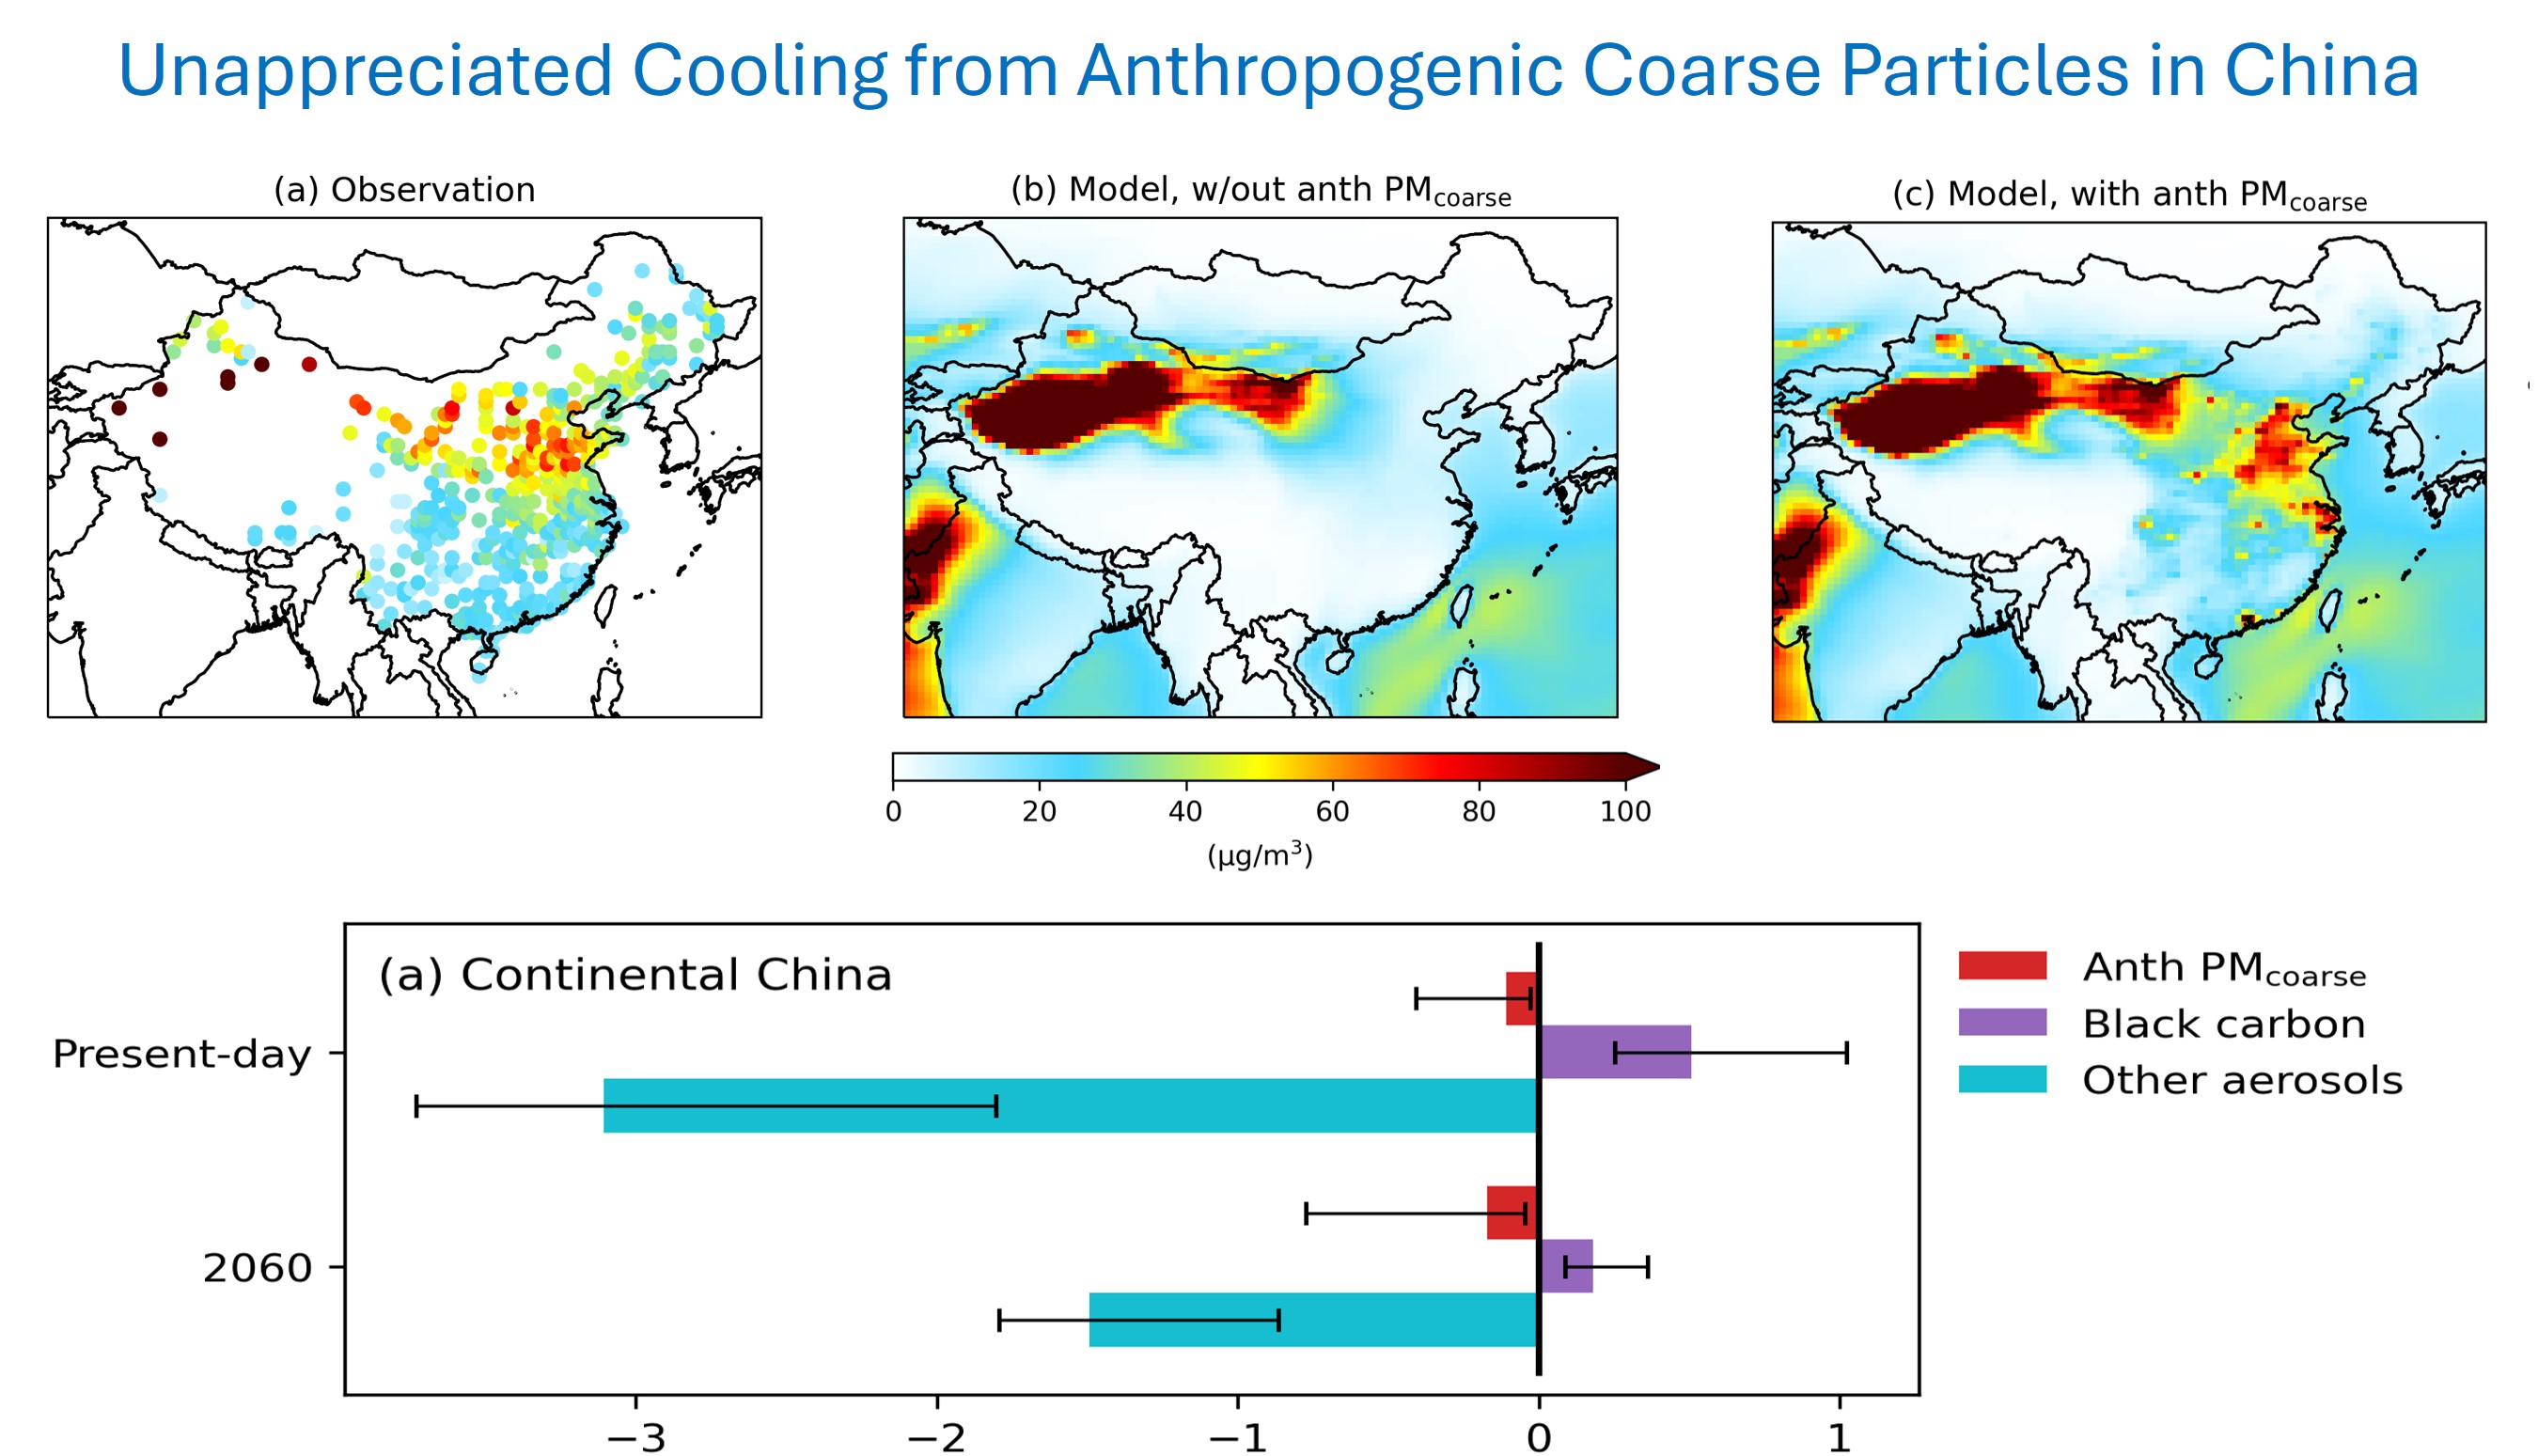 Unappreciated Cooling from Anthropogenic Coarse Particles in China
(a) Observation
(b) Model, w/out anth PMcoarse
(c) Model, with anth PMcoarse
0 20 40 60 80 100
(μg/m³)
(a) Continental China
Anth PMcoarse
Black carbon
Other aerosols
Present-day
2060
−3 −2 −1 0 1